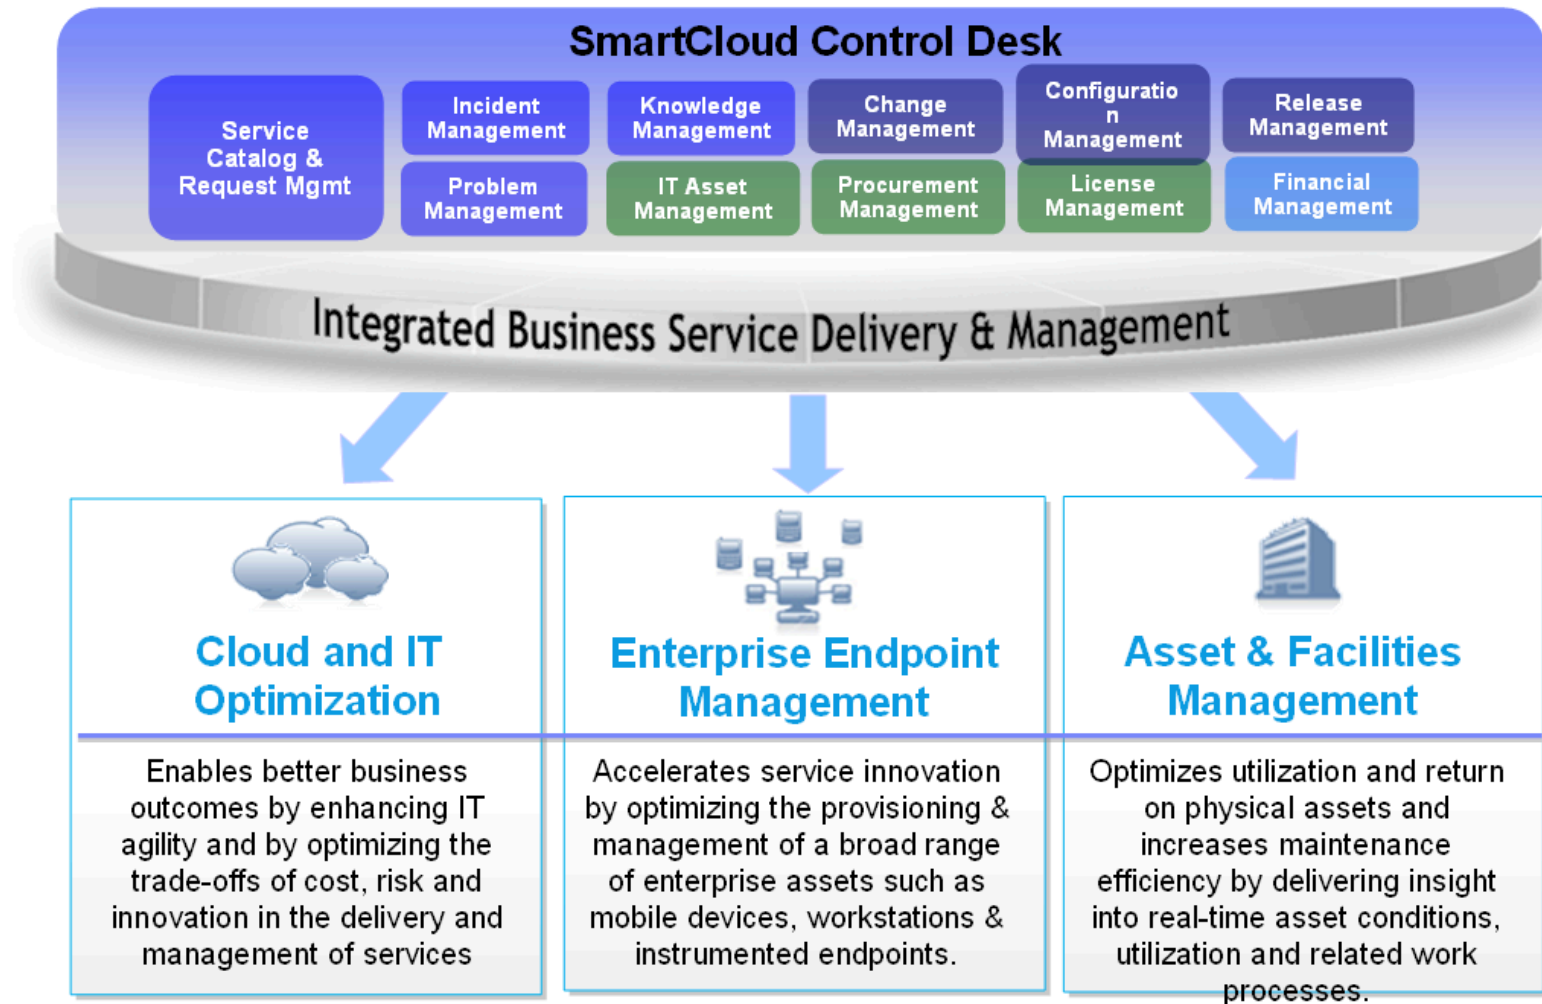 SmartCloud Control Desk
Service
Catalog &
Request Mgmt
Incident
Management
Knowledge
Management
Change
Management
Configuratio
n
Management
Release
Management
Problem
Management
IT Asset
Management
Procurement
Management
License
Management
Financial
Management
Integrated Business Service Delivery & Management
Cloud and IT
Optimization
Enables better business
outcomes by enhancing IT
agility and by optimizing the
trade-offs of cost, risk and
innovation in the delivery and
management of services
Enterprise Endpoint
Management
Accelerates service innovation
by optimizing the provisioning &
management of a broad range
of enterprise assets such as
mobile devices, workstations &
instrumented endpoints.
Asset & Facilities
Management
Optimizes utilization and return
on physical assets and
increases maintenance
efficiency by delivering insight
into real-time asset conditions,
utilization and related work
processes.